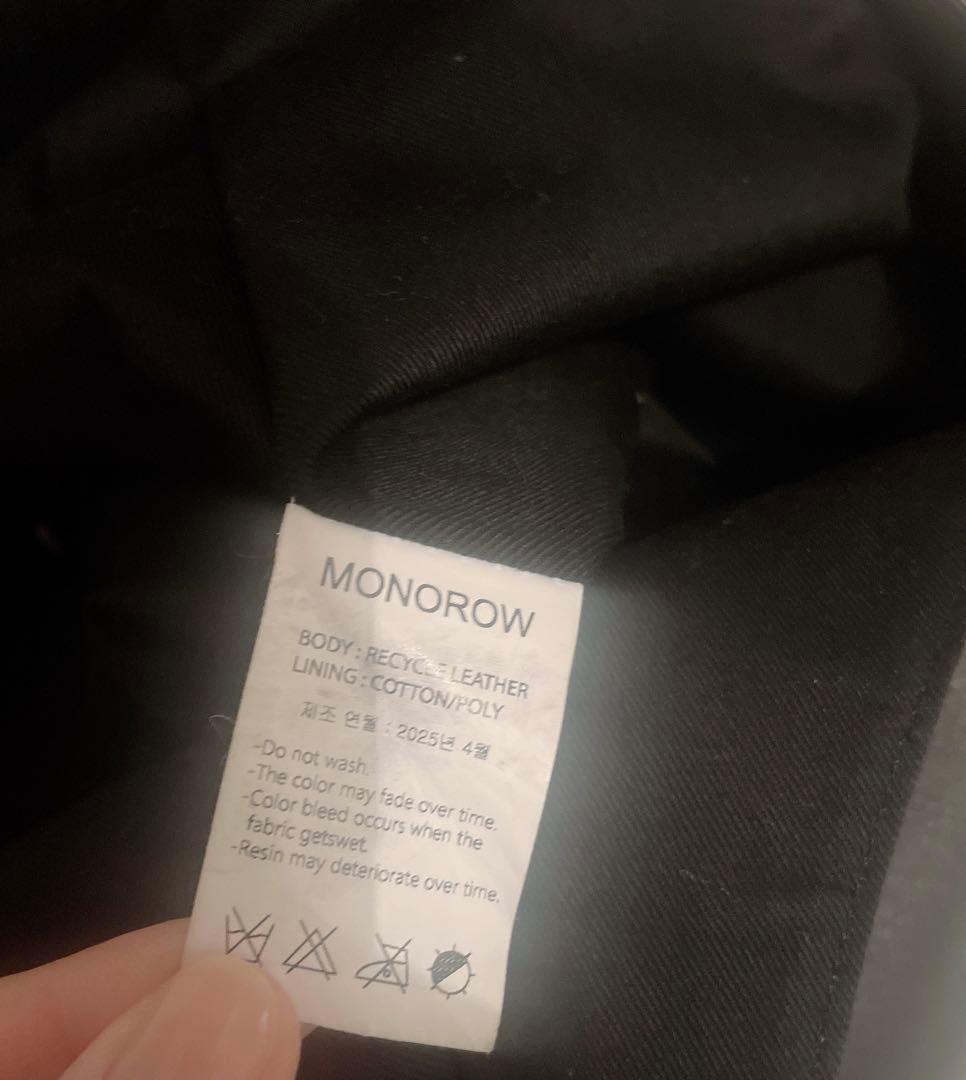 MONOROW
BODY : RECYCLE LEATHER
LINING : COTTON/POLY
제조 연월 : 2025년 4월
-Do not wash.
-The color may fade over time.
-Color bleed occurs when the
fabric getswet.
-Resin may deteriorate over time.